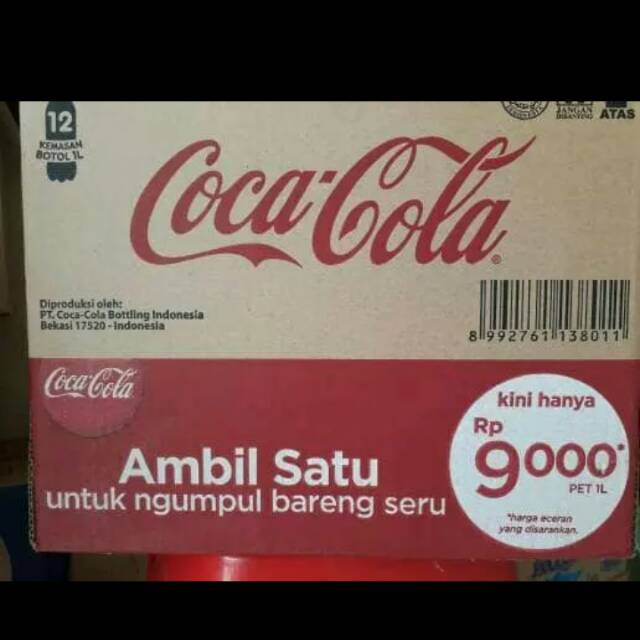 12
KEMASAN
BOTOL 1L
JANGAN
DIBANTING
ATAS
Coca-Cola
Diproduksi oleh:
PT. Coca-Cola Bottling Indonesia
Bekasi 17520 - Indonesia
8 992761 138011
Coca-Cola
Ambil Satu
untuk ngumpul bareng seru
kini hanya
Rp
9000*
PET 1L
*harga eceran
yang disarankan.